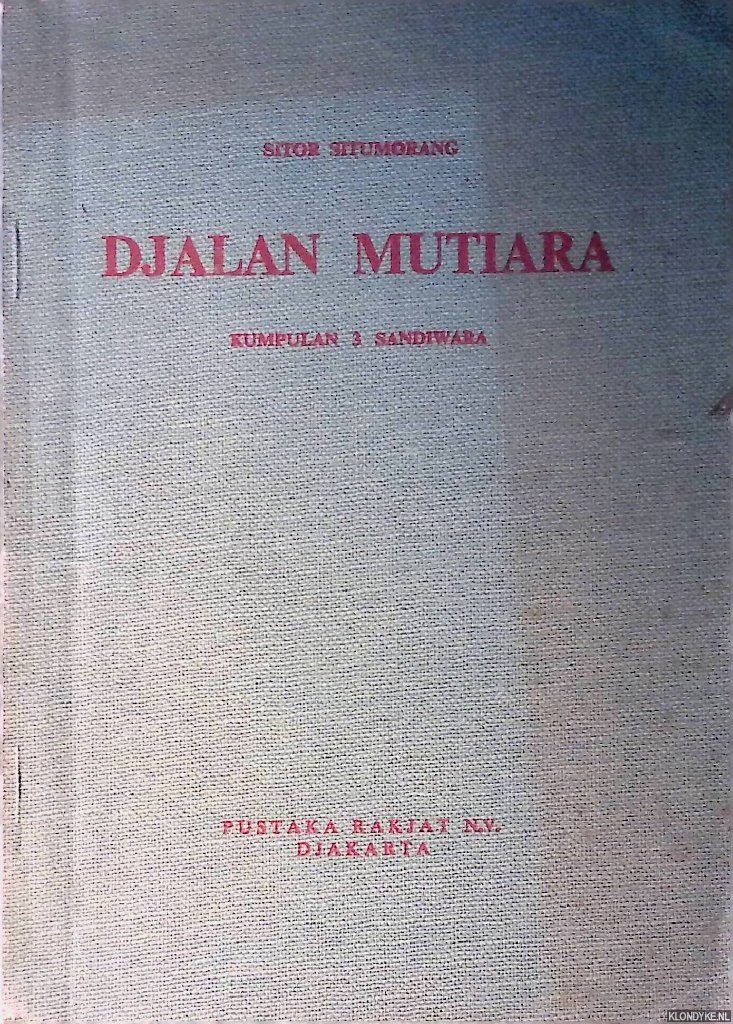 SITOR SITUMORANG
DJALAN MUTIARA
KUMPULAN 3 SANDIWARA
PUSTAKA RAKJAT N.V.
DJAKARTA
KLONDYKE.NL